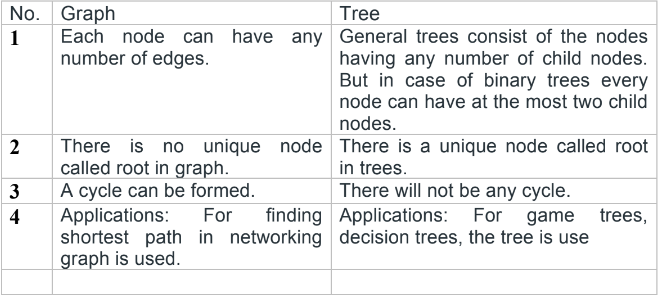 No. Graph Tree
1 Each node can have any number of edges. General trees consist of the nodes having any number of child nodes. But in case of binary trees every node can have at the most two child nodes.
2 There is no unique node called root in graph. There is a unique node called root in trees.
3 A cycle can be formed. There will not be any cycle.
4 Applications: For finding shortest path in networking graph is used. Applications: For game trees, decision trees, the tree is use